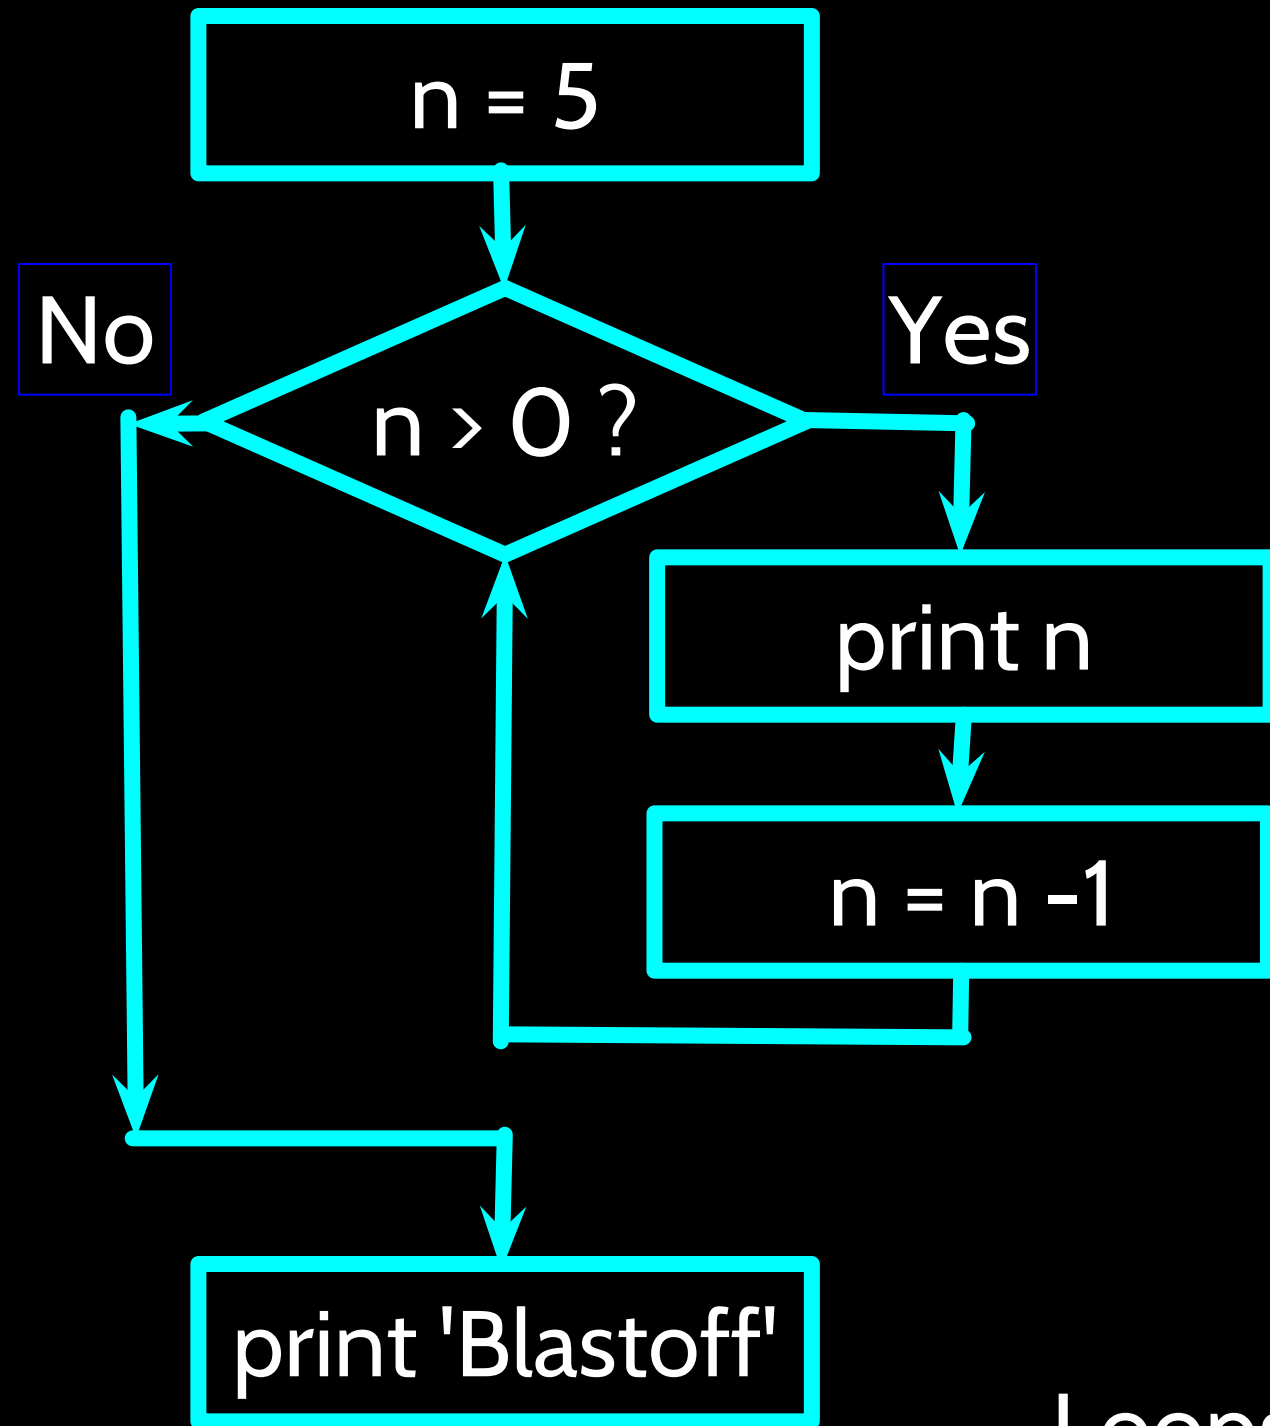 n = 5
No
Yes
n > 0 ?
print n
n = n -1
print 'Blastoff'